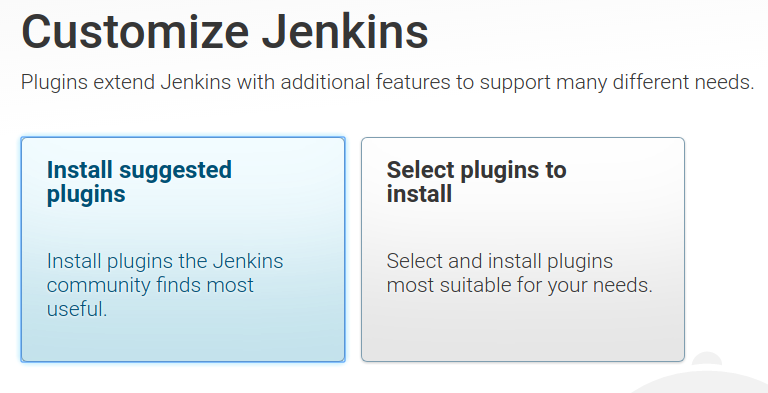 Customize Jenkins
Plugins extend Jenkins with additional features to support many different needs.
Install suggested
plugins
Install plugins the Jenkins
community finds most
useful.
Select plugins to
install
Select and install plugins
most suitable for your needs.